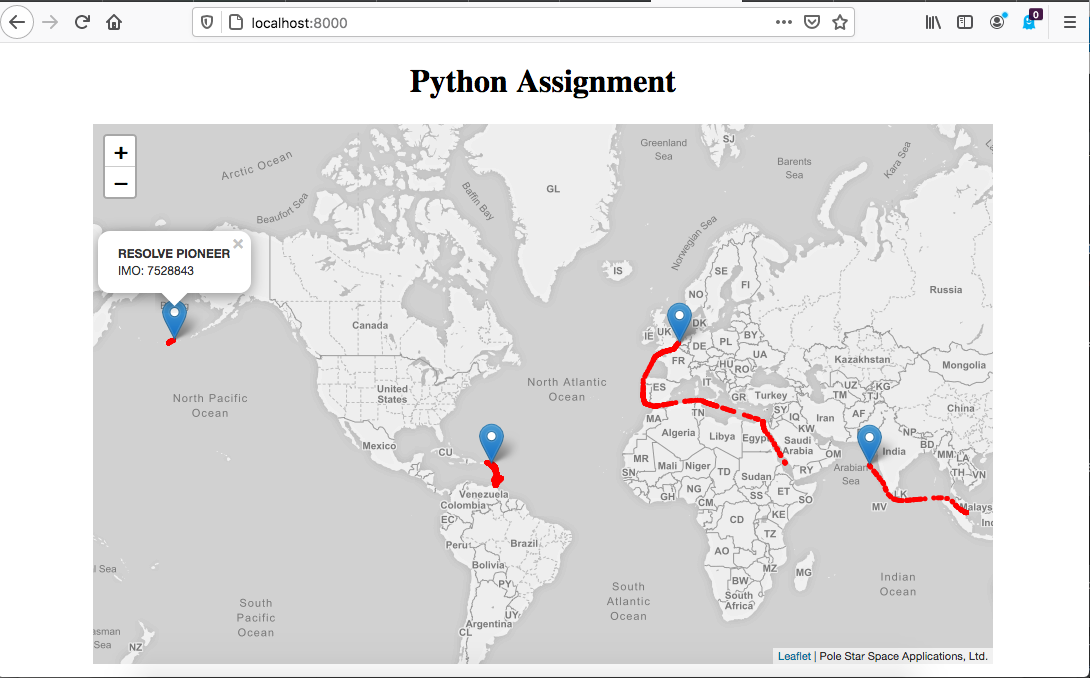 localhost:8000
0
Python Assignment
+
−
Arctic Ocean
Beaufort Sea
Baffin Bay
Greenland
Sea
SJ
Barents
Sea
Kara Sea
GL
Norwegian Sea
IS
SE
FI
NO
Russia
RESOLVE PIONEER
×
IMO: 7528843
Canada
IE
UK
DK
DE
PL
BY
FR
UA
HU
RO
Kazakhstan
Mongolia
United
States
North Atlantic
Ocean
North Pacific
Ocean
ES
IT
GR
Turkey
UZ
KG
TM
TJ
China
MA
TN
SY
IQ
Iran
AF
Algeria
Libya
Egypt
KW
Saudi
Arabia
NP
BD
Mexico
CU
MR
Mali
Niger
TD
Sudan
RY
OM
Arabian
Sea
India
MM
LA
TH
VN
SN
Venezuela
Colombia
GH
NG
CM
SS
ET
SO
LK
MV
Malays
Inc
EC
KE
CD
Peru
Brazil
TZ
Bolivia
AO
MZ
MG
l Sea
PY
BW
South
Africa
Indian
Ocean
South
Pacific
Ocean
South
Atlantic
Ocean
UY
Argentina
CL
asman
Sea
NZ
Leaflet | Pole Star Space Applications, Ltd.